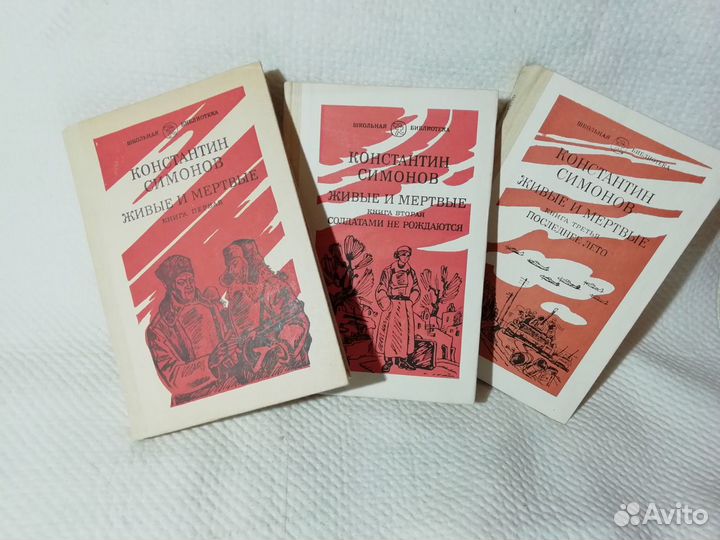 ШКОЛЬНАЯ БИБЛИОТЕКА
КОНСТАНТИН
СИМОНОВ
ЖИВЫЕ И МЕРТВЫЕ
КНИГА ПЕРВАЯ
ШКОЛЬНАЯ БИБЛИОТЕКА
КОНСТАНТИН
СИМОНОВ
ЖИВЫЕ И МЕРТВЫЕ
КНИГА ВТОРАЯ
СОЛДАТАМИ НЕ РОЖДАЮТСЯ
ШКОЛЬНАЯ БИБЛИОТЕКА
КОНСТАНТИН
СИМОНОВ
ЖИВЫЕ И МЕРТВЫЕ
КНИГА ТРЕТЬЯ
ПОСЛЕДНЕЕ ЛЕТО
Avito